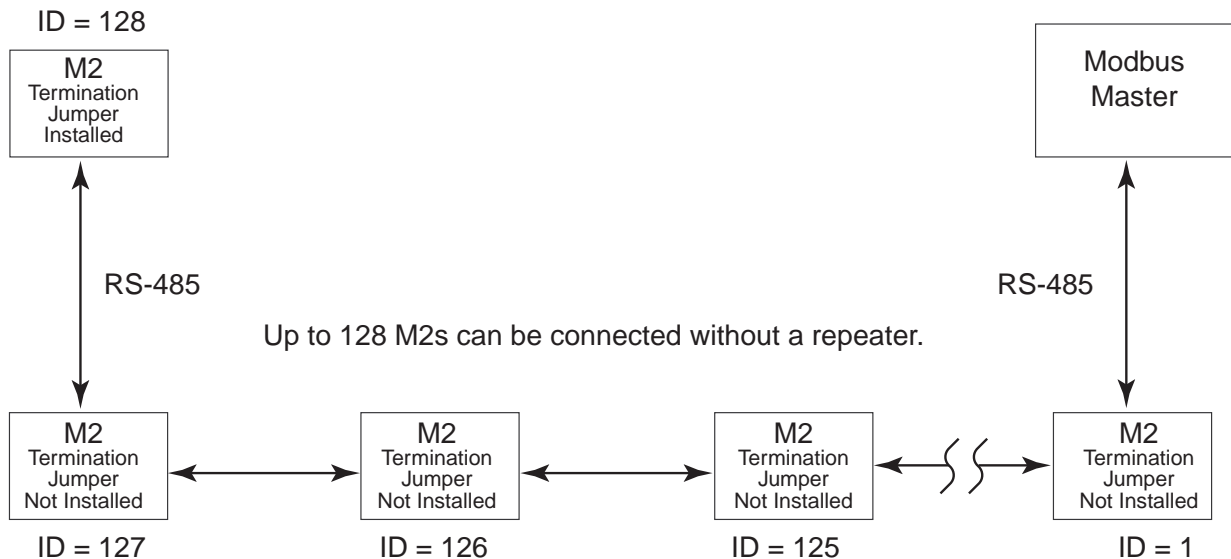 ID = 128
M2
Termination
Jumper
Installed
Modbus
Master
RS-485
RS-485
Up to 128 M2s can be connected without a repeater.
M2
Termination
Jumper
Not Installed
M2
Termination
Jumper
Not Installed
M2
Termination
Jumper
Not Installed
M2
Termination
Jumper
Not Installed
ID = 127
ID = 126
ID = 125
ID = 1